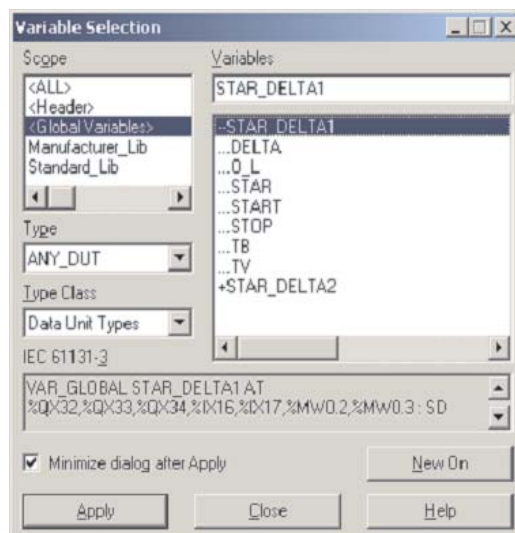 Variable Selection
Scope
<ALL>
<Header>
<Global Variables>
Manufacturer_Lib
Standard_Lib
Type
ANY_DUT
Type Class
Data Unit Types
Variables
STAR_DELTA1
--STAR_DELTA1
...DELTA
...O_L
...STAR
...START
...STOP
...TB
...TV
+STAR_DELTA2
IEC 61131-3
VAR_GLOBAL STAR_DELTA1 AT
%QX32,%QX33,%QX34,%IX16,%IX17,%MW0.2,%MW0.3 : SD
Minimize dialog after Apply
New On
Apply
Close
Help